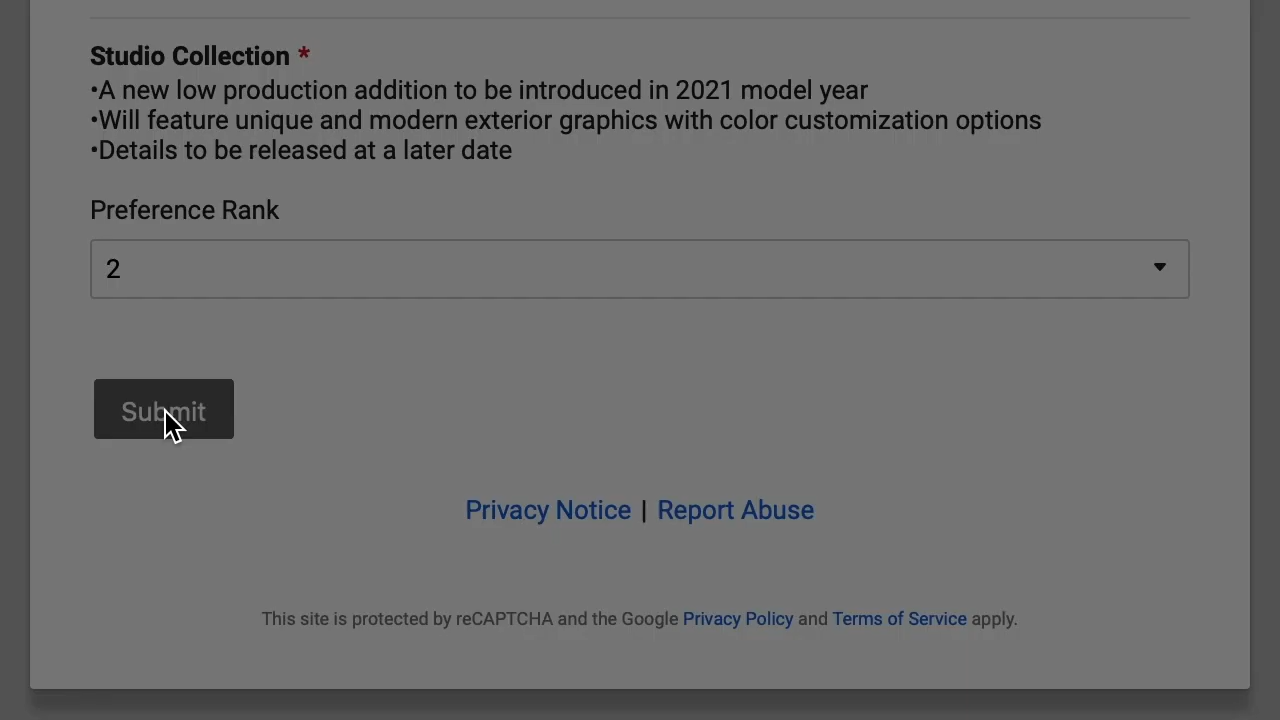 Studio Collection *
•A new low production addition to be introduced in 2021 model year
•Will feature unique and modern exterior graphics with color customization options
•Details to be released at a later date
Preference Rank
2
Submit
Privacy Notice | Report Abuse
This site is protected by reCAPTCHA and the Google Privacy Policy and Terms of Service apply.